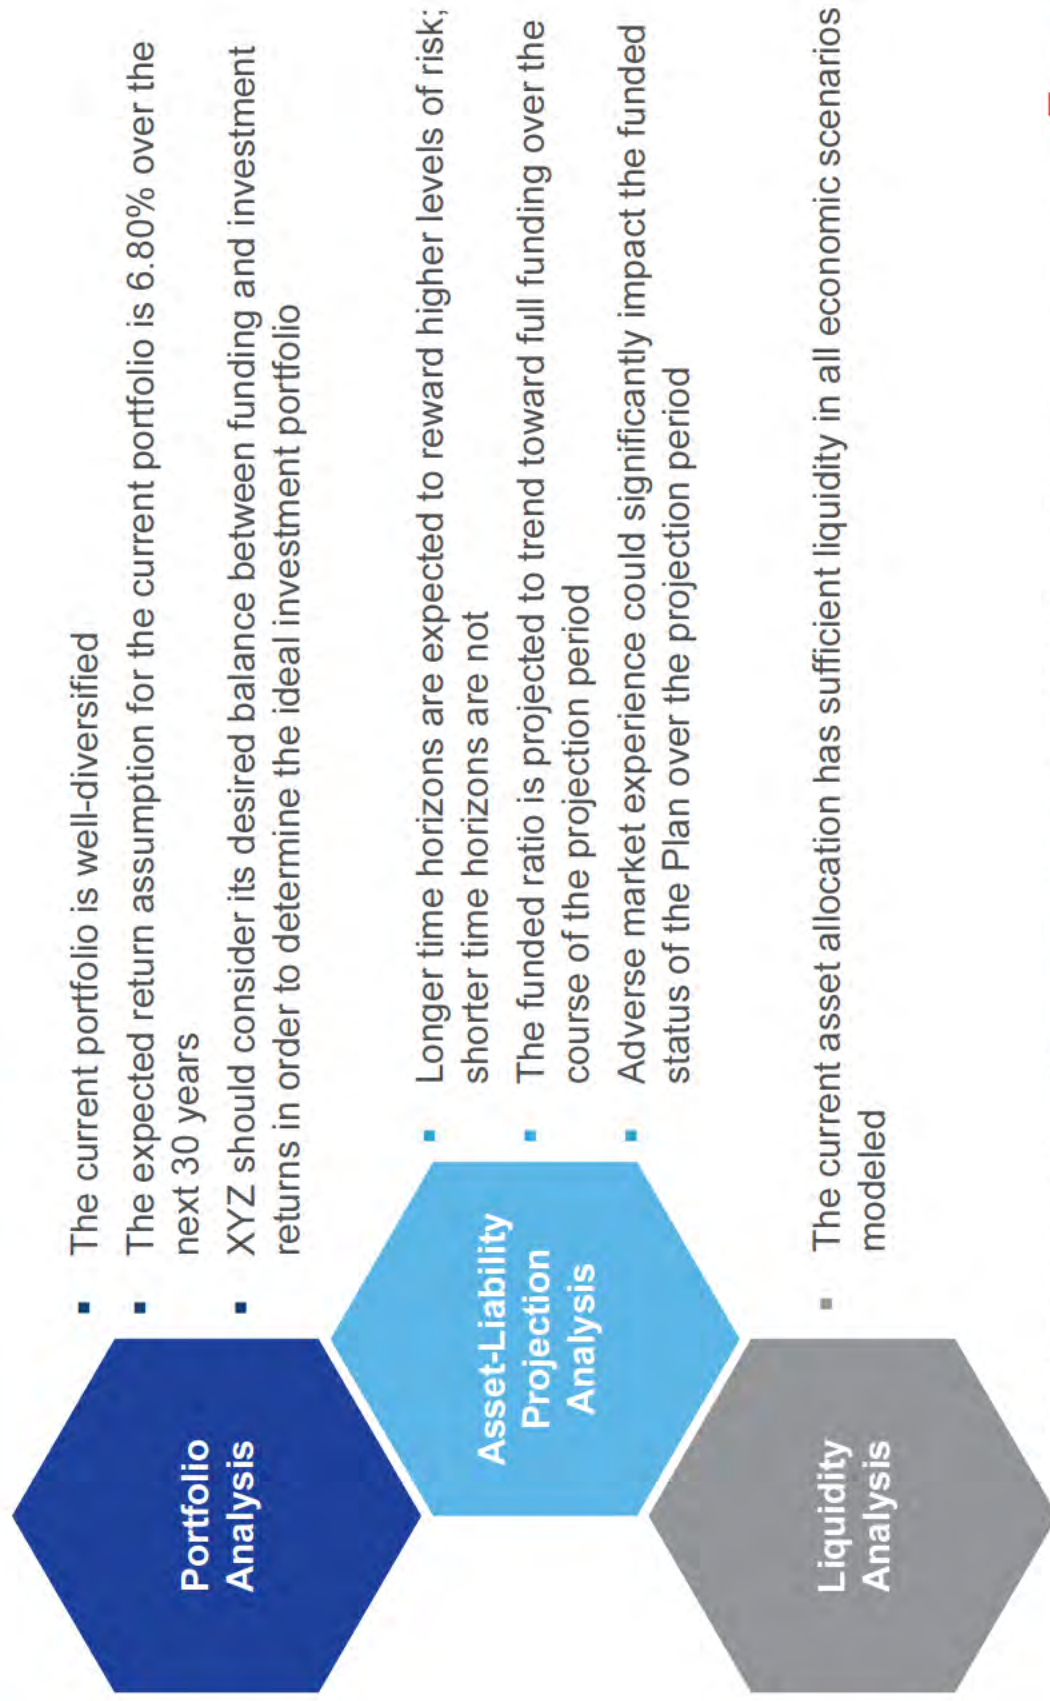 Portfolio
Analysis
The current portfolio is well-diversified
The expected return assumption for the current portfolio is 6.80% over the
next 30 years
XYZ should consider its desired balance between funding and investment
returns in order to determine the ideal investment portfolio
Asset-Liability
Projection
Analysis
Longer time horizons are expected to reward higher levels of risk;
shorter time horizons are not
The funded ratio is projected to trend toward full funding over the
course of the projection period
Adverse market experience could significantly impact the funded
status of the Plan over the projection period
Liquidity
Analysis
The current asset allocation has sufficient liquidity in all economic scenarios
modeled